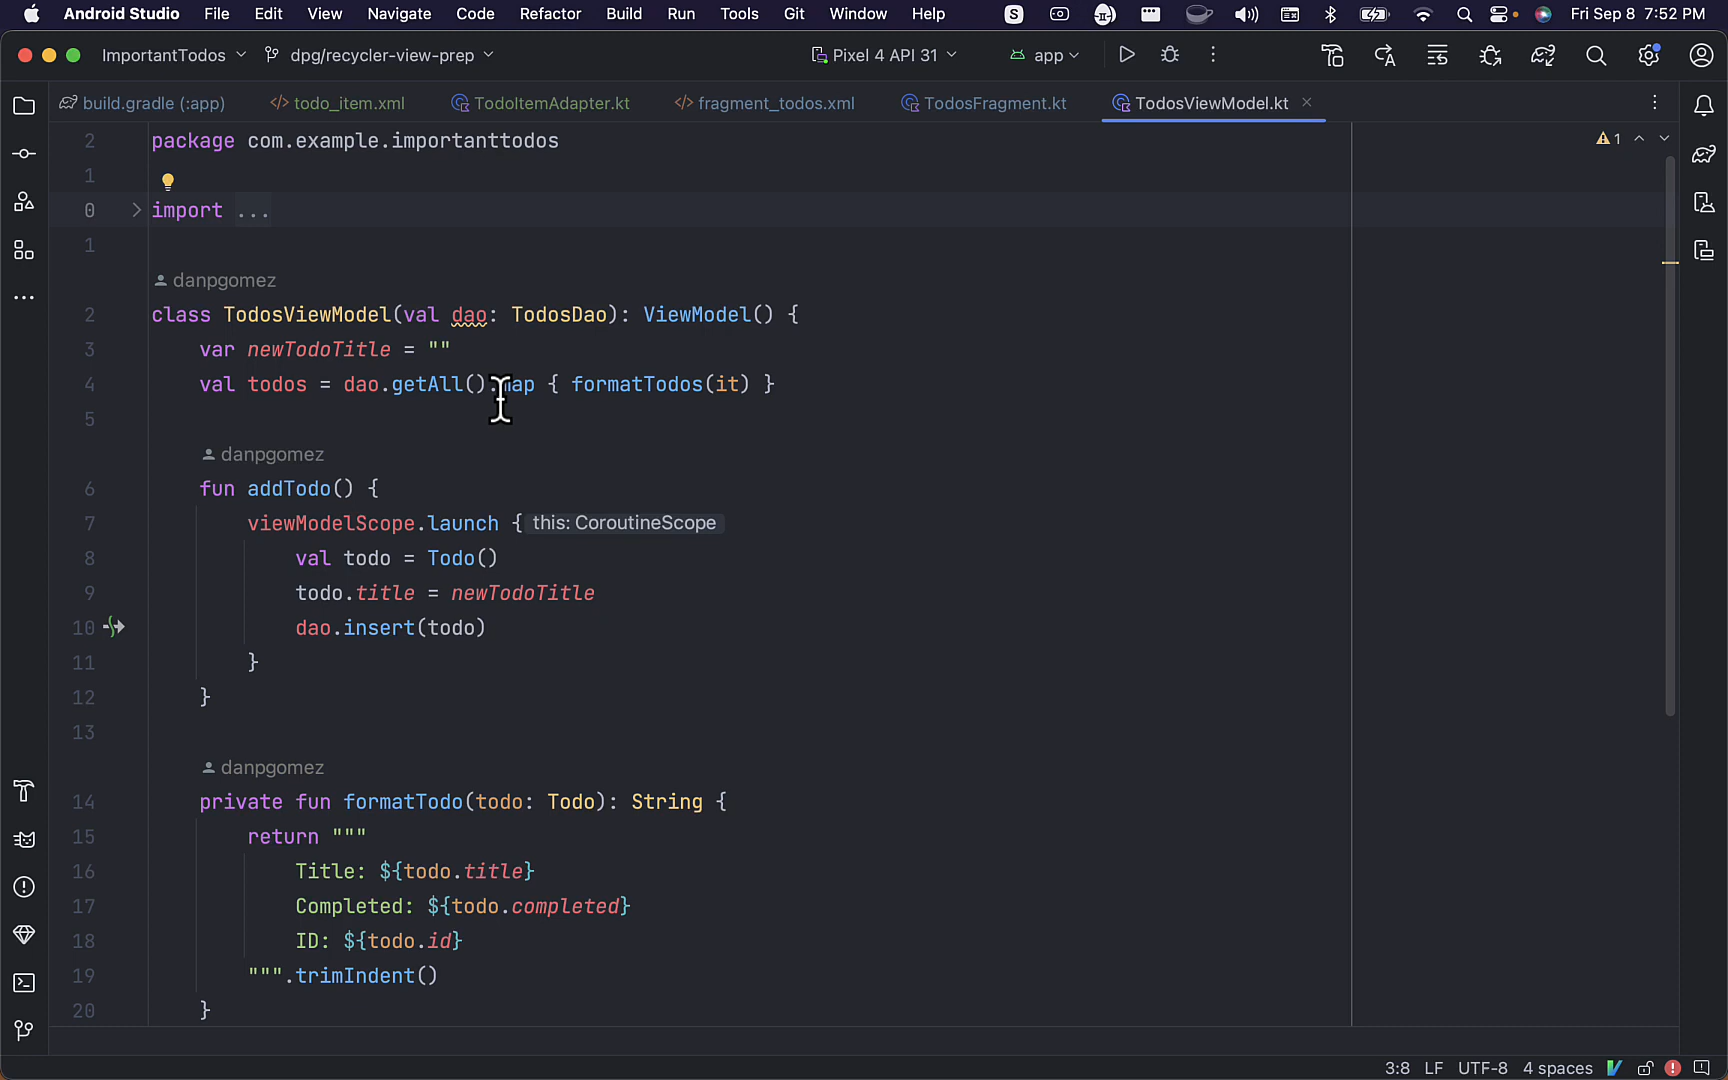 Android Studio File Edit View Navigate Code Refactor Build Run Tools Git Window Help S Fri Sep 8 7:52 PM
ImportantTodos dpg/recycler-view-prep Pixel 4 API 31 app
build.gradle (:app) </> todo_item.xml TodoItemAdapter.kt </> fragment_todos.xml TodosFragment.kt TodosViewModel.kt ×
2 package com.example.importanttodos 1
1
0 import ...
1
danpgomez
2 class TodosViewModel(val dao: TodosDao): ViewModel() {
3 var newTodoTitle = ""
4 val todos = dao.getAll().map { formatTodos(it) }
5
danpgomez
6 fun addTodo() {
7 viewModelScope.launch { this: CoroutineScope
8 val todo = Todo()
9 todo.title = newTodoTitle
10 dao.insert(todo)
11 }
12 }
13
danpgomez
14 private fun formatTodo(todo: Todo): String {
15 return """
16 Title: ${todo.title}
17 Completed: ${todo.completed}
18 ID: ${todo.id}
19 """.trimIndent()
20 }
3:8 LF UTF-8 4 spaces